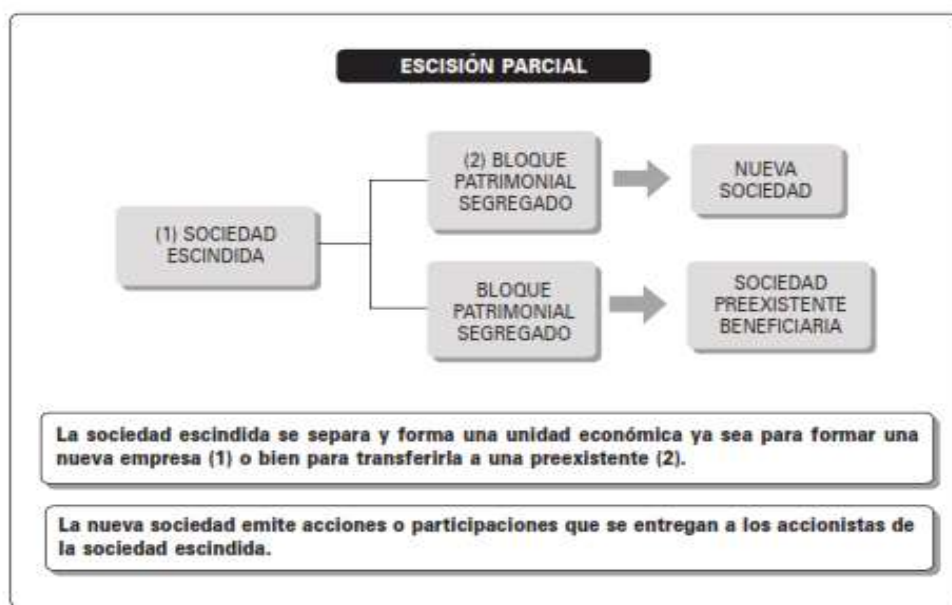 ESCISIÓN PARCIAL
(1) SOCIEDAD
ESCINDIDA
(2) BLOQUE
PATRIMONIAL
SEGREGADO
NUEVA
SOCIEDAD
BLOQUE
PATRIMONIAL
SEGREGADO
SOCIEDAD
PREEXISTENTE
BENEFICIARIA
La sociedad escindida se separa y forma una unidad económica ya sea para formar una
nueva empresa (1) o bien para transferirla a una preexistente (2).
La nueva sociedad emite acciones o participaciones que se entregan a los accionistas de
la sociedad escindida.